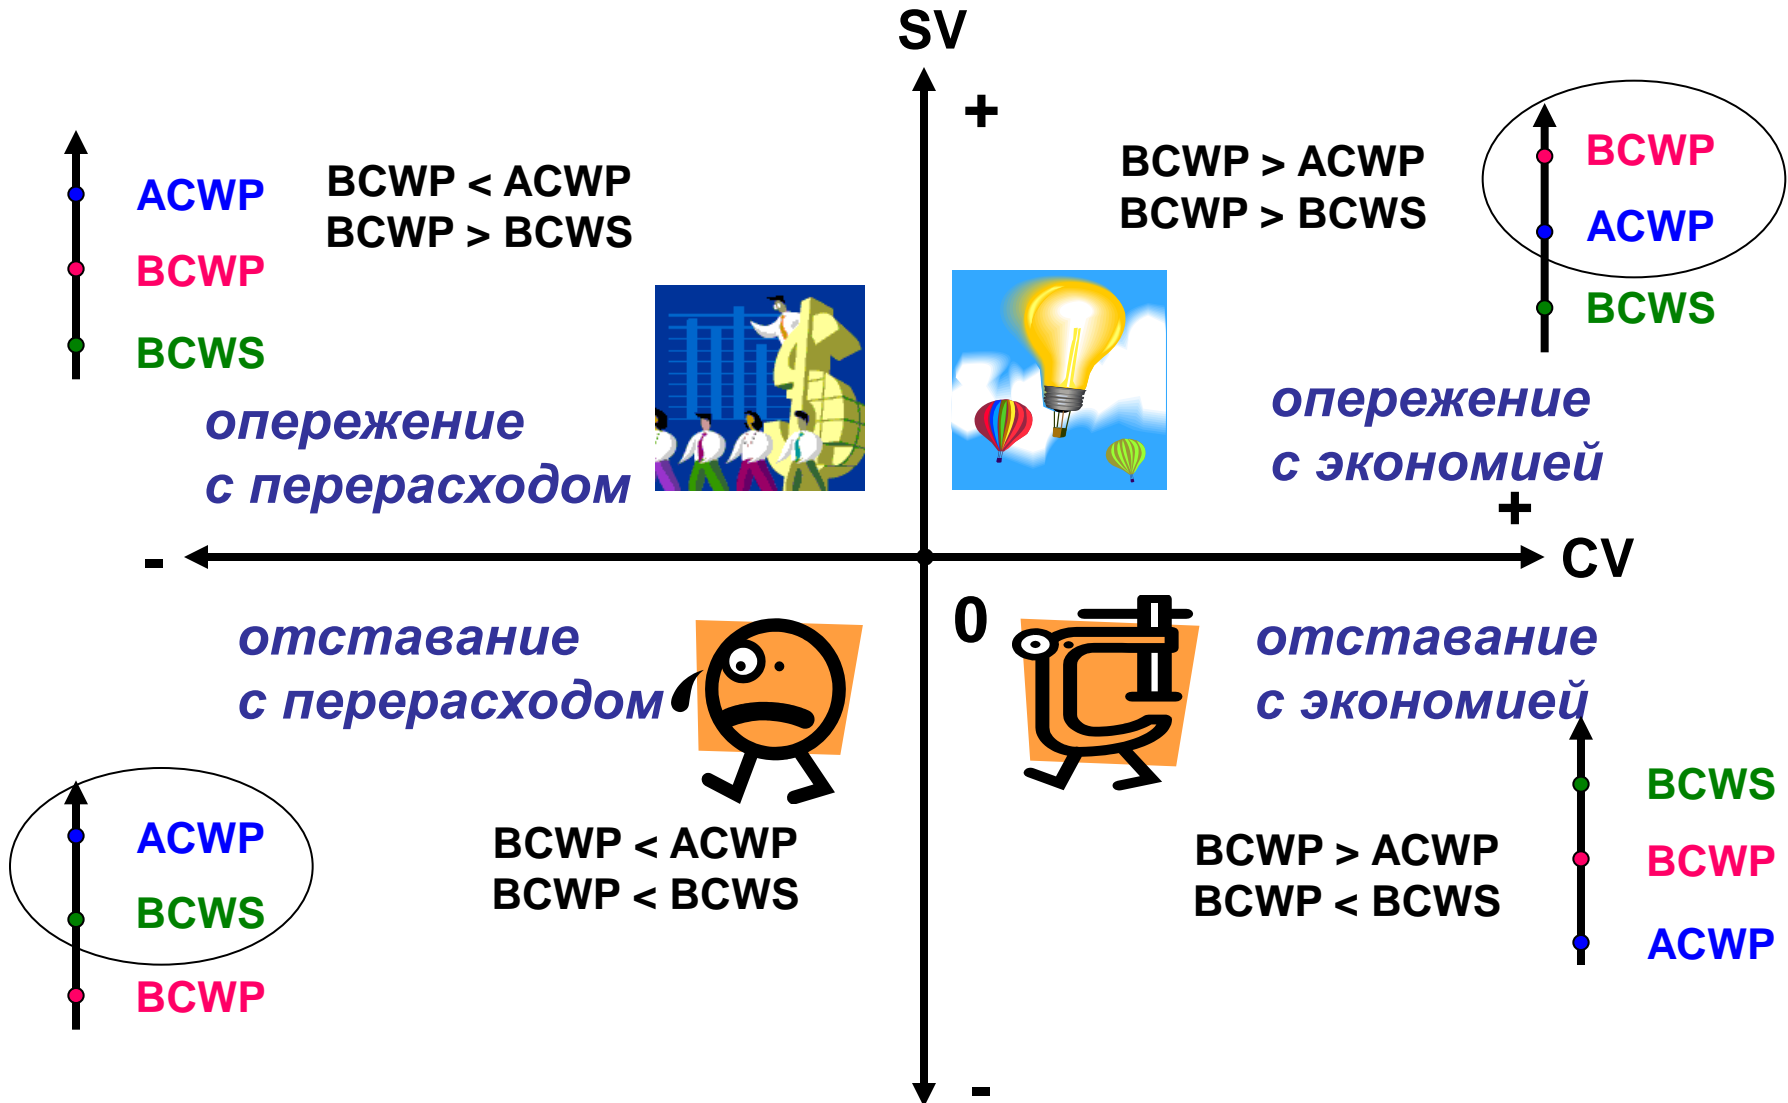 SV
+
ACWP
BCWP
BCWS
BCWP < ACWP
BCWP > BCWS
опережение
с перерасходом
BCWP > ACWP
BCWP > BCWS
BCWP
ACWP
BCWS
опережение
с экономией
+
-
CV
0
отставание
с перерасходом
ACWP
BCWS
BCWP
BCWP < ACWP
BCWP < BCWS
отставание
с экономией
BCWP > ACWP
BCWP < BCWS
BCWS
BCWP
ACWP
-